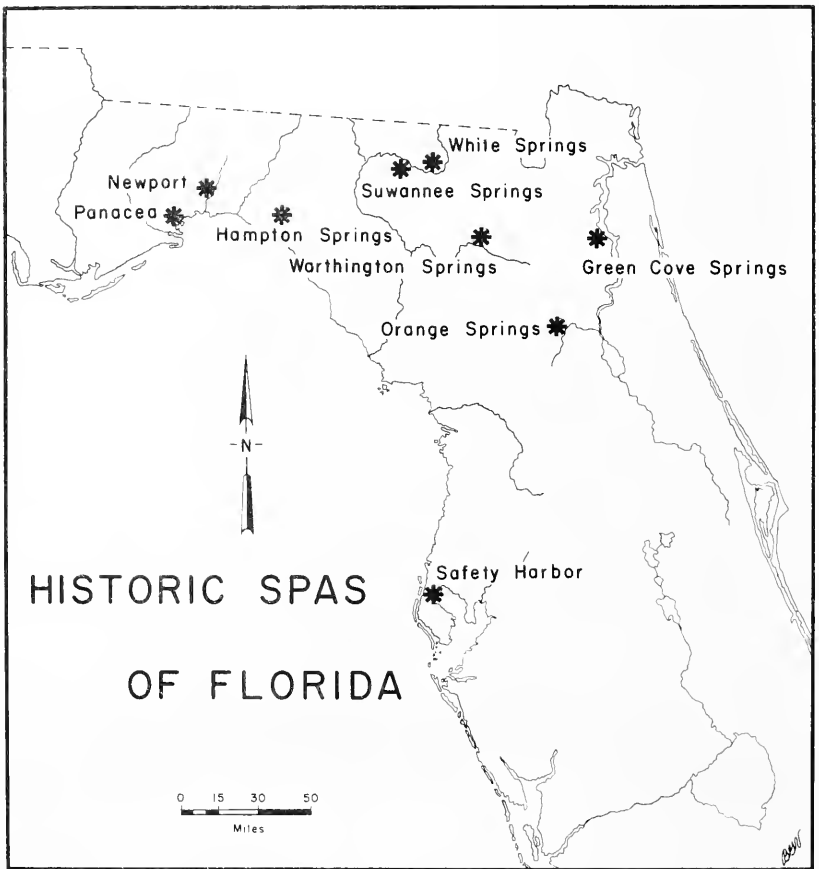 White Springs
Newport
Suwannee Springs
Panacea
Hampton Springs
Worthington Springs
Green Cove Springs
Orange Springs
-N-
Safety Harbor
HISTORIC SPAS
OF FLORIDA
0 15 30 50
Miles